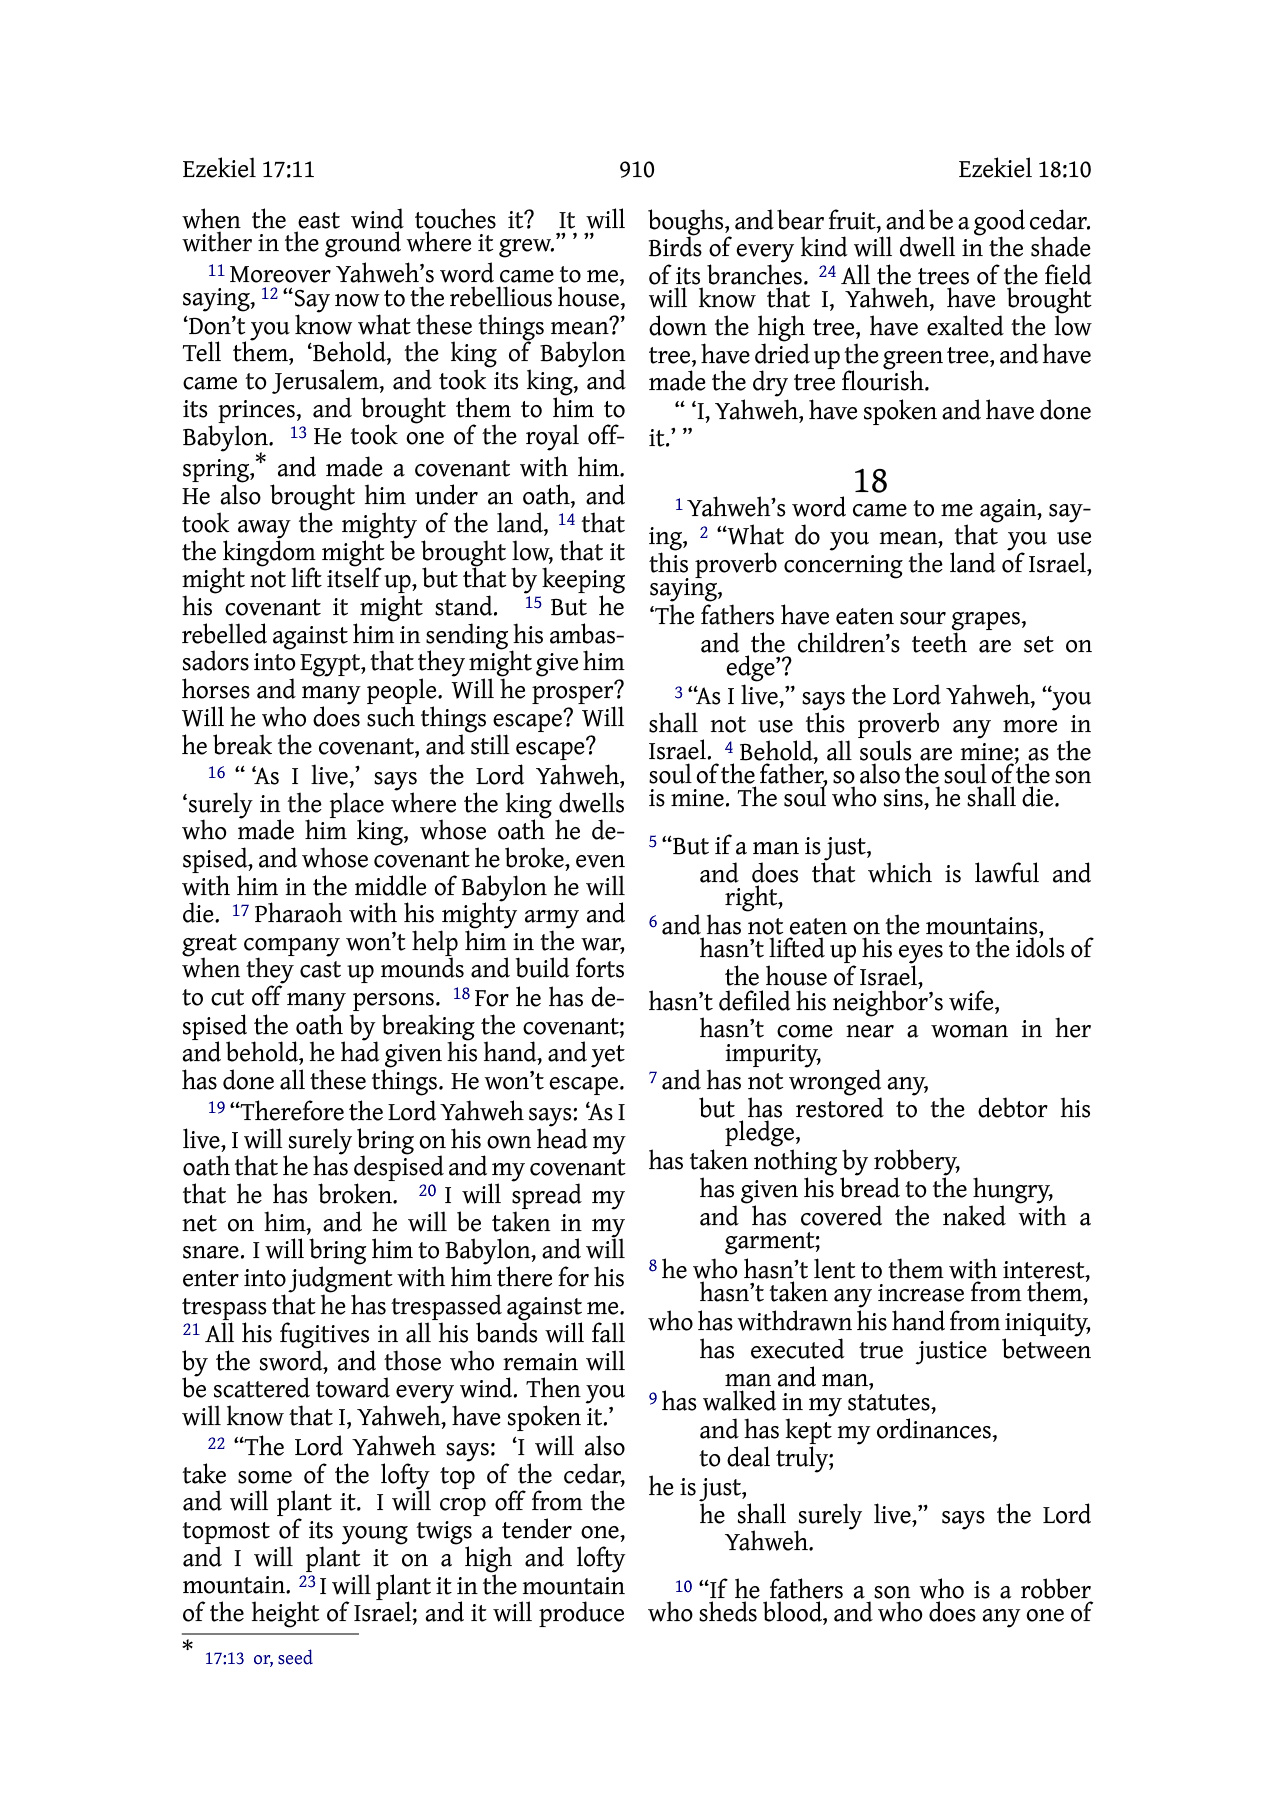 Ezekiel 17:11 910 Ezekiel 18:10
when the east wind touches it? It will
wither in the ground where it grew.” ’ ”
11 Moreover Yahweh’s word came to me,
saying, 12 “Say now to the rebellious house,
‘Don’t you know what these things mean?’
Tell them, ‘Behold, the king of Babylon
came to Jerusalem, and took its king, and
its princes, and brought them to him to
Babylon. 13 He took one of the royal off-
spring,* and made a covenant with him.
He also brought him under an oath, and
took away the mighty of the land, 14 that
the kingdom might be brought low, that it
might not lift itself up, but that by keeping
his covenant it might stand. 15 But he
rebelled against him in sending his ambas-
sadors into Egypt, that they might give him
horses and many people. Will he prosper?
Will he who does such things escape? Will
he break the covenant, and still escape?
16 “ ‘As I live,’ says the Lord Yahweh,
‘surely in the place where the king dwells
who made him king, whose oath he de-
spised, and whose covenant he broke, even
with him in the middle of Babylon he will
die. 17 Pharaoh with his mighty army and
great company won’t help him in the war,
when they cast up mounds and build forts
to cut off many persons. 18 For he has de-
spised the oath by breaking the covenant;
and behold, he had given his hand, and yet
has done all these things. He won’t escape.
19 “Therefore the Lord Yahweh says: ‘As I
live, I will surely bring on his own head my
oath that he has despised and my covenant
that he has broken. 20 I will spread my
net on him, and he will be taken in my
snare. I will bring him to Babylon, and will
enter into judgment with him there for his
trespass that he has trespassed against me.
21 All his fugitives in all his bands will fall
by the sword, and those who remain will
be scattered toward every wind. Then you
will know that I, Yahweh, have spoken it.’
22 “The Lord Yahweh says: ‘I will also
take some of the lofty top of the cedar,
and will plant it. I will crop off from the
topmost of its young twigs a tender one,
and I will plant it on a high and lofty
mountain. 23 I will plant it in the mountain
of the height of Israel; and it will produce
* 17:13 or, seed
boughs, and bear fruit, and be a good cedar.
Birds of every kind will dwell in the shade
of its branches. 24 All the trees of the field
will know that I, Yahweh, have brought
down the high tree, have exalted the low
tree, have dried up the green tree, and have
made the dry tree flourish.
“ ‘I, Yahweh, have spoken and have done
it.’ ”
18
1 Yahweh’s word came to me again, say-
ing, 2 “What do you mean, that you use
this proverb concerning the land of Israel,
saying,
‘The fathers have eaten sour grapes,
and the children’s teeth are set on
edge’?
3 “As I live,” says the Lord Yahweh, “you
shall not use this proverb any more in
Israel. 4 Behold, all souls are mine; as the
soul of the father, so also the soul of the son
is mine. The soul who sins, he shall die.
5 “But if a man is just,
and does that which is lawful and
right,
6 and has not eaten on the mountains,
hasn’t lifted up his eyes to the idols of
the house of Israel,
hasn’t defiled his neighbor’s wife,
hasn’t come near a woman in her
impurity,
7 and has not wronged any,
but has restored to the debtor his
pledge,
has taken nothing by robbery,
has given his bread to the hungry,
and has covered the naked with a
garment;
8 he who hasn’t lent to them with interest,
hasn’t taken any increase from them,
who has withdrawn his hand from iniquity,
has executed true justice between
man and man,
9 has walked in my statutes,
and has kept my ordinances,
to deal truly;
he is just,
he shall surely live,” says the Lord
Yahweh.
10 “If he fathers a son who is a robber
who sheds blood, and who does any one of